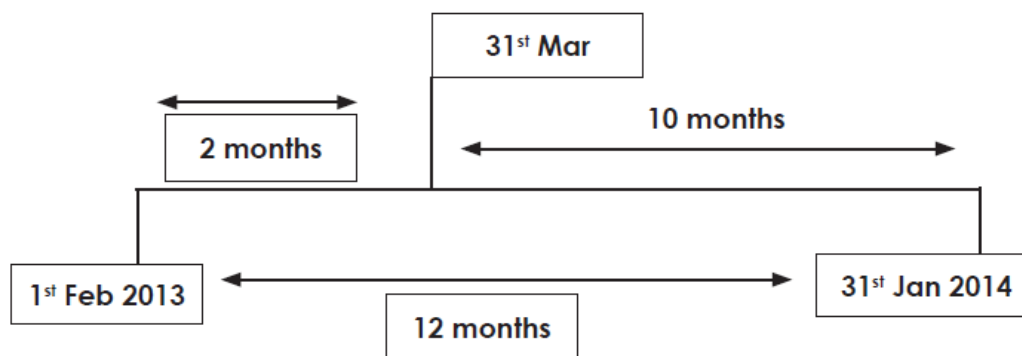 31st Mar
10 months
2 months
1st Feb 2013
31st Jan 2014
12 months